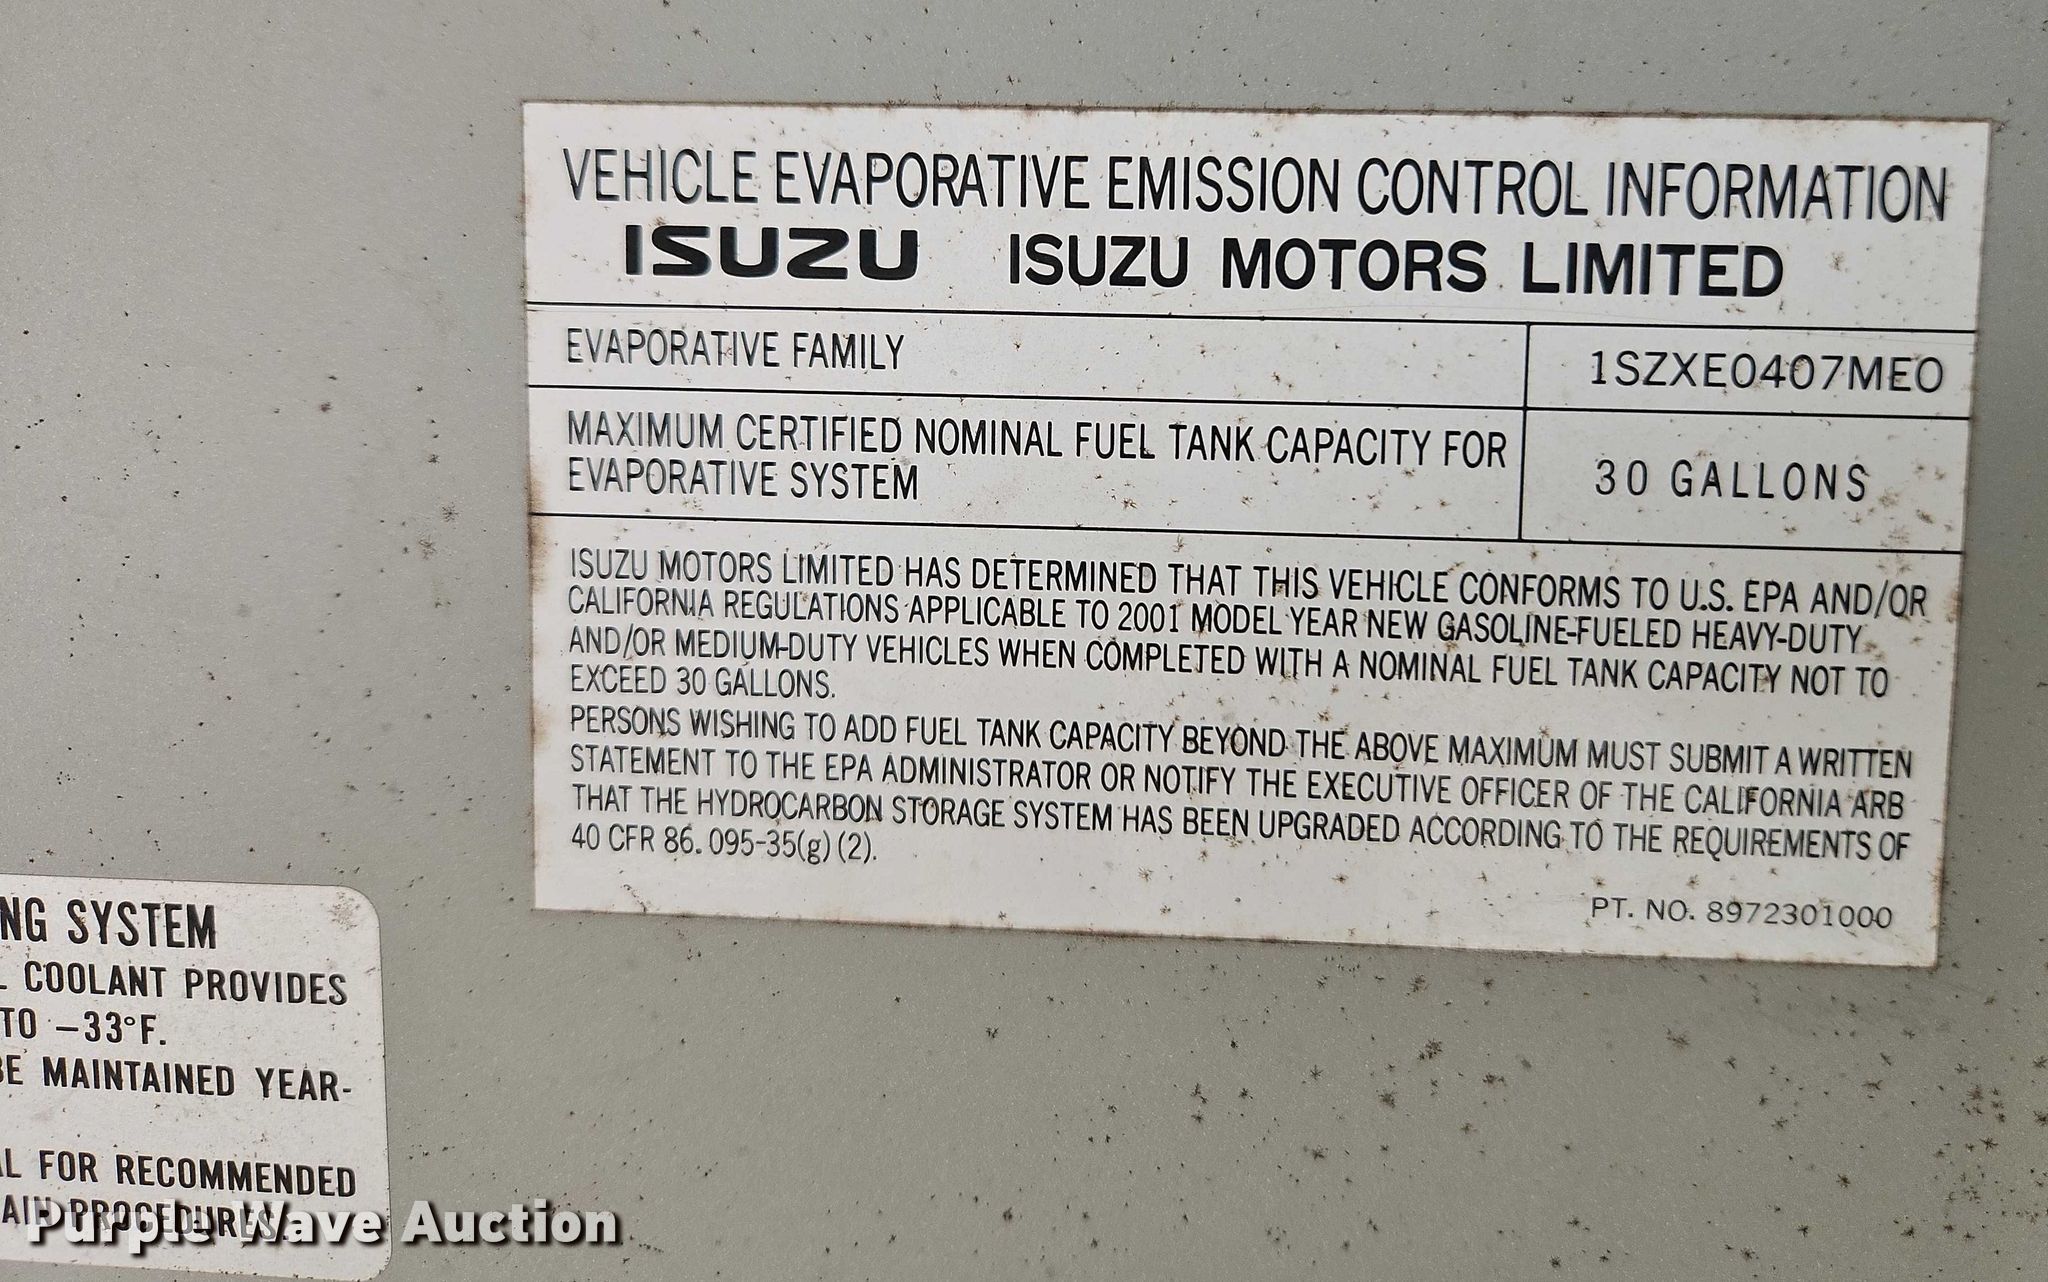 VEHICLE EVAPORATIVE EMISSION CONTROL INFORMATION
ISUZU ISUZU MOTORS LIMITED
EVAPORATIVE FAMILY 1SZXE0407ME0
MAXIMUM CERTIFIED NOMINAL FUEL TANK CAPACITY FOR
EVAPORATIVE SYSTEM 30 GALLONS
ISUZU MOTORS LIMITED HAS DETERMINED THAT THIS VEHICLE CONFORMS TO U.S. EPA AND/OR
CALIFORNIA REGULATIONS APPLICABLE TO 2001 MODEL YEAR NEW GASOLINE-FUELED HEAVY-DUTY
AND/OR MEDIUM-DUTY VEHICLES WHEN COMPLETED WITH A NOMINAL FUEL TANK CAPACITY NOT TO
EXCEED 30 GALLONS.
PERSONS WISHING TO ADD FUEL TANK CAPACITY BEYOND THE ABOVE MAXIMUM MUST SUBMIT A WRITTEN
STATEMENT TO THE EPA ADMINISTRATOR OR NOTIFY THE EXECUTIVE OFFICER OF THE CALIFORNIA ARB
THAT THE HYDROCARBON STORAGE SYSTEM HAS BEEN UPGRADED ACCORDING TO THE REQUIREMENTS OF
40 CFR 86.095-35(g)(2).
PT. NO. 8972301000
NG SYSTEM
COOLANT PROVIDES
TO -33°F.
BE MAINTAINED YEAR-
AL FOR RECOMMENDED
AIR PROCEDURES.
Purple Wave Auction